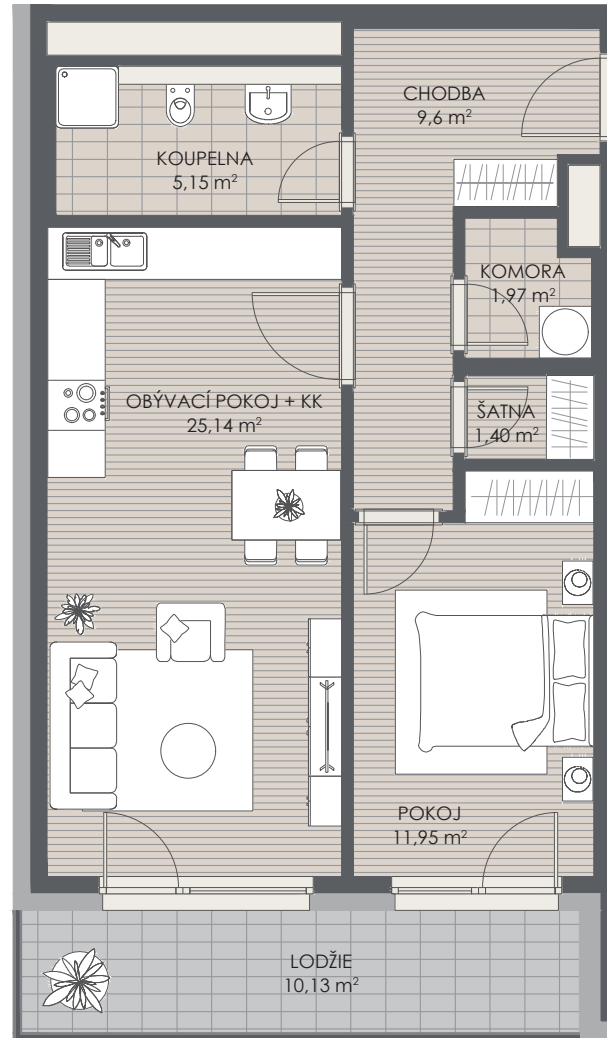 CHODBA
9,6 m²
KOUPELNA
5,15 m²
KOMORA
1,97 m²
OBÝVACÍ POKOJ + KK
25,14 m²
ŠATNA
1,40 m²
POKOJ
11,95 m²
LODŽIE
10,13 m²